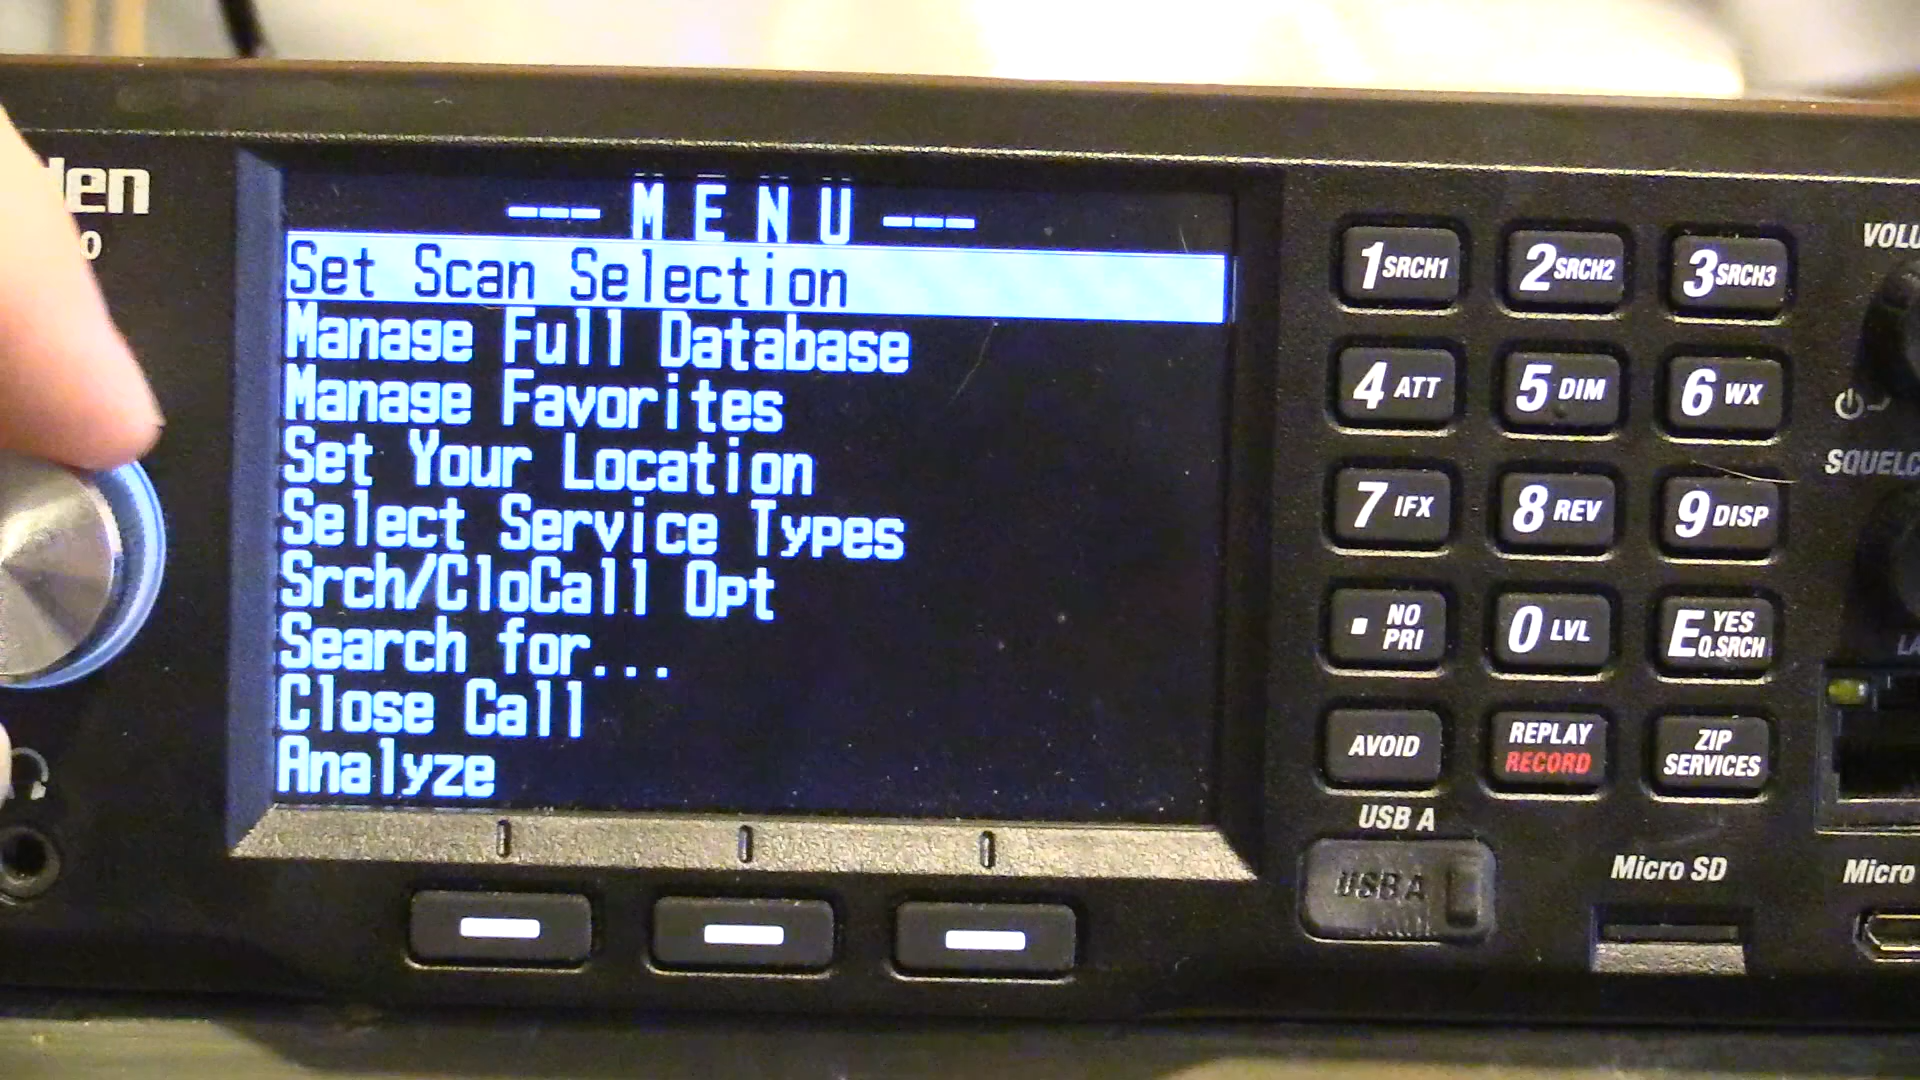 den
--- M E N U ---
Set Scan Selection
Manage Full Database
Manage Favorites
Set Your Location
Select Service Types
Srch/CloCall Opt
Search for...
Close Call
Analyze
1 SRCH1 2 SRCH2 3 SRCH3
4 ATT 5 DIM 6 WX
7 IFX 8 REV 9 DISP
. NO PRI 0 LVL E YES Q.SRCH
AVOID REPLAY RECORD ZIP SERVICES
USB A
USB A
Micro SD
Micro
VOLU
SQUELC
LA